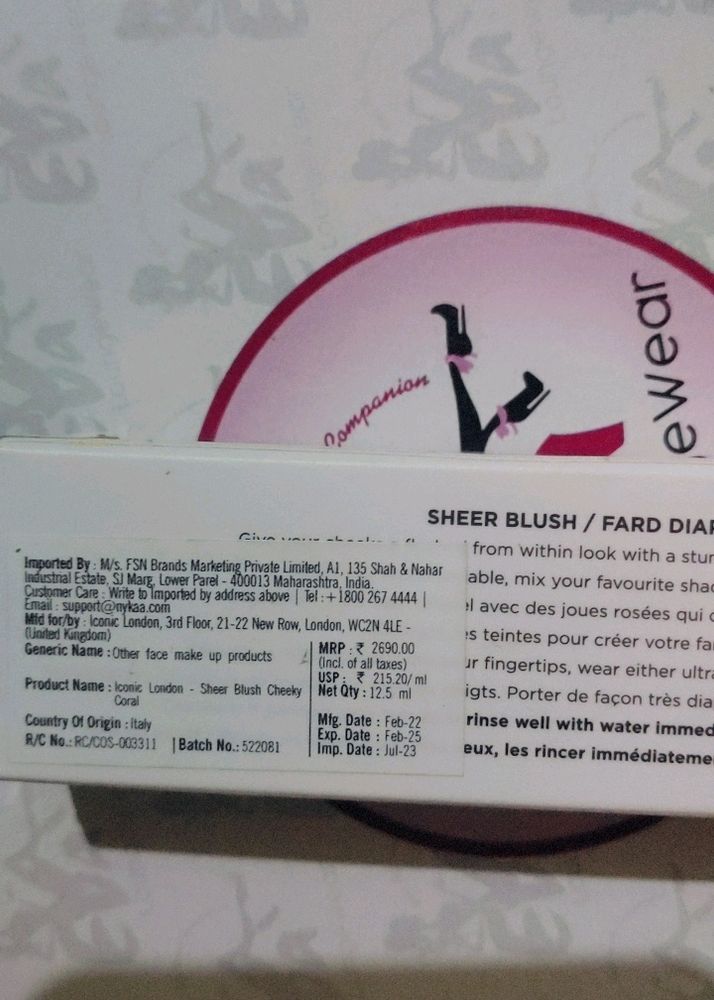 Companion
ewear
SHEER BLUSH / FARD DIAP
Give your cheeks a
from within look with a stun
able, mix your favourite shad
el avec des joues rosées qui
es teintes pour créer votre fa
ur fingertips, wear either ultra
igts. Porter de façon très dia
rinse well with water immed
eux, les rincer immédiateme
Imported By : M/s. FSN Brands Marketing Private Limited, A1, 135 Shah & Nahar
Industrial Estate, SJ Marg, Lower Parel - 400013 Maharashtra, India.
Customer Care : Write to Imported by address above | Tel :+1800 267 4444 |
Email : support@nykaa.com
Mfd for/by : Iconic London, 3rd Floor, 21-22 New Row, London, WC2N 4LE -
(United Kingdom)
Generic Name : Other face make up products
Product Name : Iconic London - Sheer Blush Cheeky
Coral
Country Of Origin : Italy
R/C No.: RC/COS-003311 | Batch No.: 522081
MRP : ₹ 2690.00
(Incl. of all taxes)
USP : ₹ 215.20/ ml
Net Qty : 12.5 ml
Mfg. Date : Feb-22
Exp. Date : Feb-25
Imp. Date : Jul-23